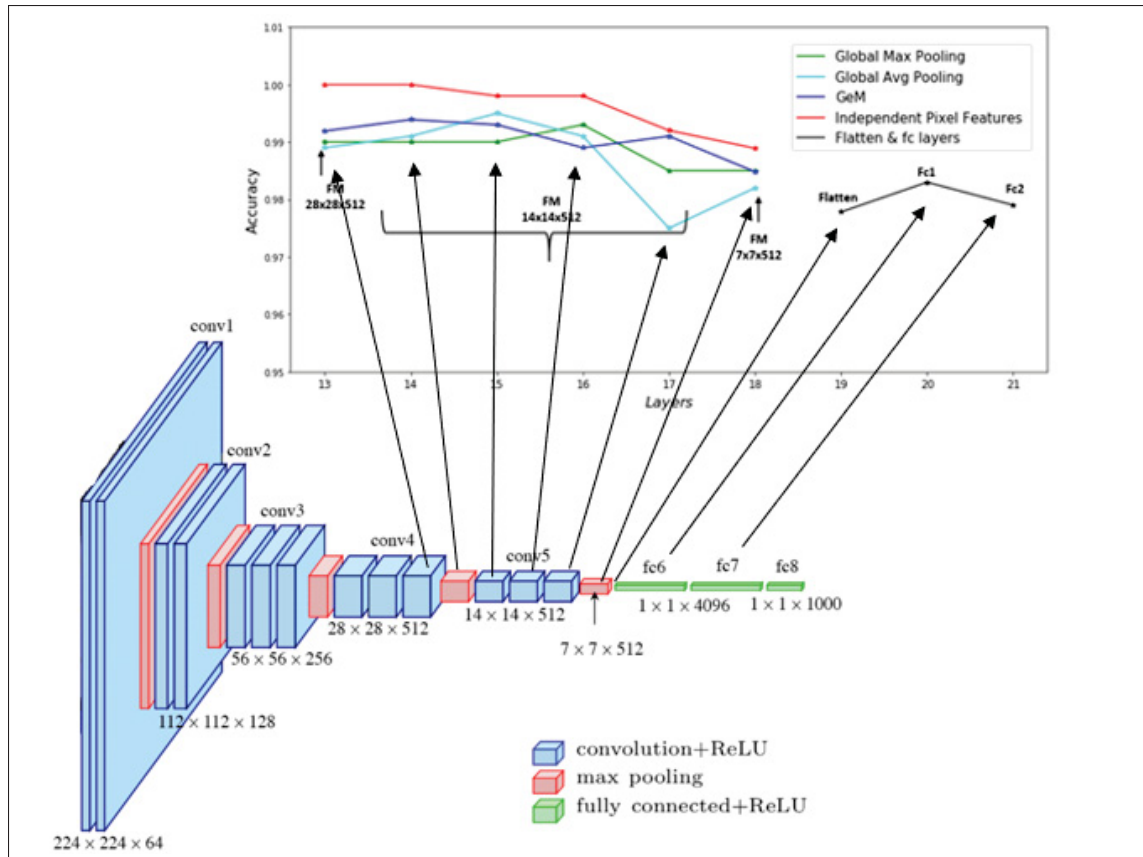 1.01
1.00
0.99
0.98
0.97
0.96
0.95
Accuracy
Global Max Pooling
Global Avg Pooling
GeM
Independent Pixel Features
Flatten & fc layers
FM
28x28x512
FM
14x14x512
FM
7x7x512
Flatten
Fc1
Fc2
13 14 15 16 17 18 19 20 21
Layers
conv1
conv2
conv3
conv4
conv5
fc6 fc7 fc8
1 × 1 × 4096 1 × 1 × 1000
14 × 14 × 512
28 × 28 × 512
7 × 7 × 512
56 × 56 × 256
112 × 112 × 128
224 × 224 × 64
convolution+ReLU
max pooling
fully connected+ReLU